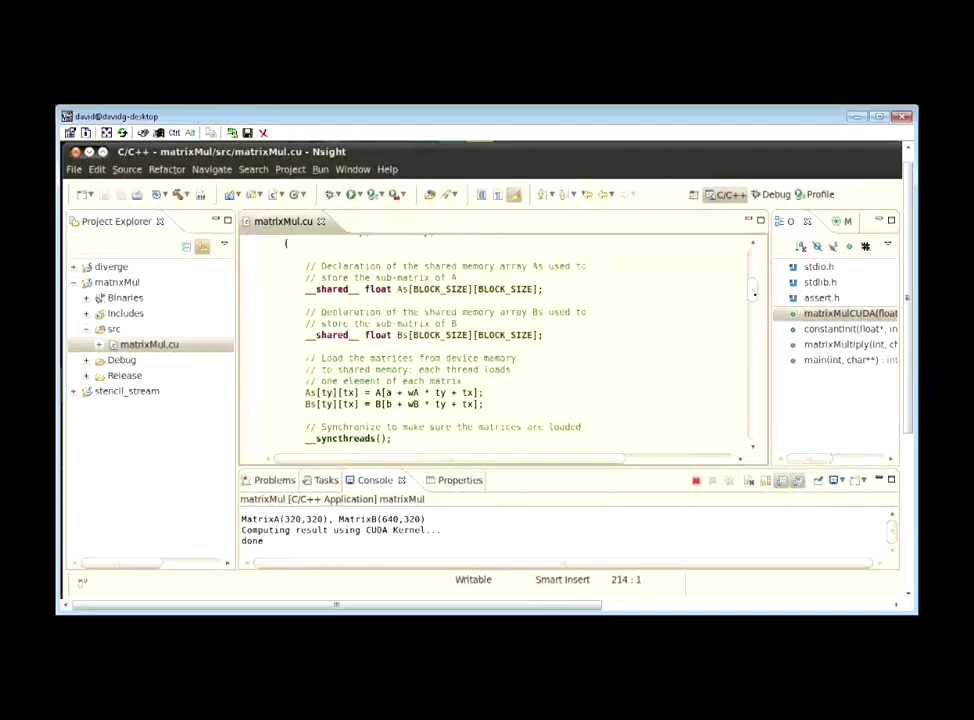 david@davidg-desktop
Ctrl Alt
C/C++ - matrixMul/src/matrixMul.cu - Nsight
File Edit Source Refactor Navigate Search Project Run Window Help
C/C++ Debug Profile
Project Explorer
matrixMul.cu
O M
diverge
matrixMul
Binaries
Includes
src
matrixMul.cu
Debug
Release
stencil_stream
{
// Declaration of the shared memory array As used to
// store the sub-matrix of A
__shared__ float As[BLOCK_SIZE][BLOCK_SIZE];
// Declaration of the shared memory array Bs used to
// store the sub-matrix of B
__shared__ float Bs[BLOCK_SIZE][BLOCK_SIZE];
// Load the matrices from device memory
// to shared memory; each thread loads
// one element of each matrix
As[ty][tx] = A[a + wA * ty + tx];
Bs[ty][tx] = B[b + wB * ty + tx];
// Synchronize to make sure the matrices are loaded
__syncthreads();
stdio.h
stdlib.h
assert.h
matrixMulCUDA(float
constantInit(float*, in
matrixMultiply(int, ch
main(int, char**) : int
Problems Tasks Console Properties
matrixMul [C/C++ Application] matrixMul
MatrixA(320,320), MatrixB(640,320)
Computing result using CUDA Kernel...
done
Writable Smart Insert 214 : 1